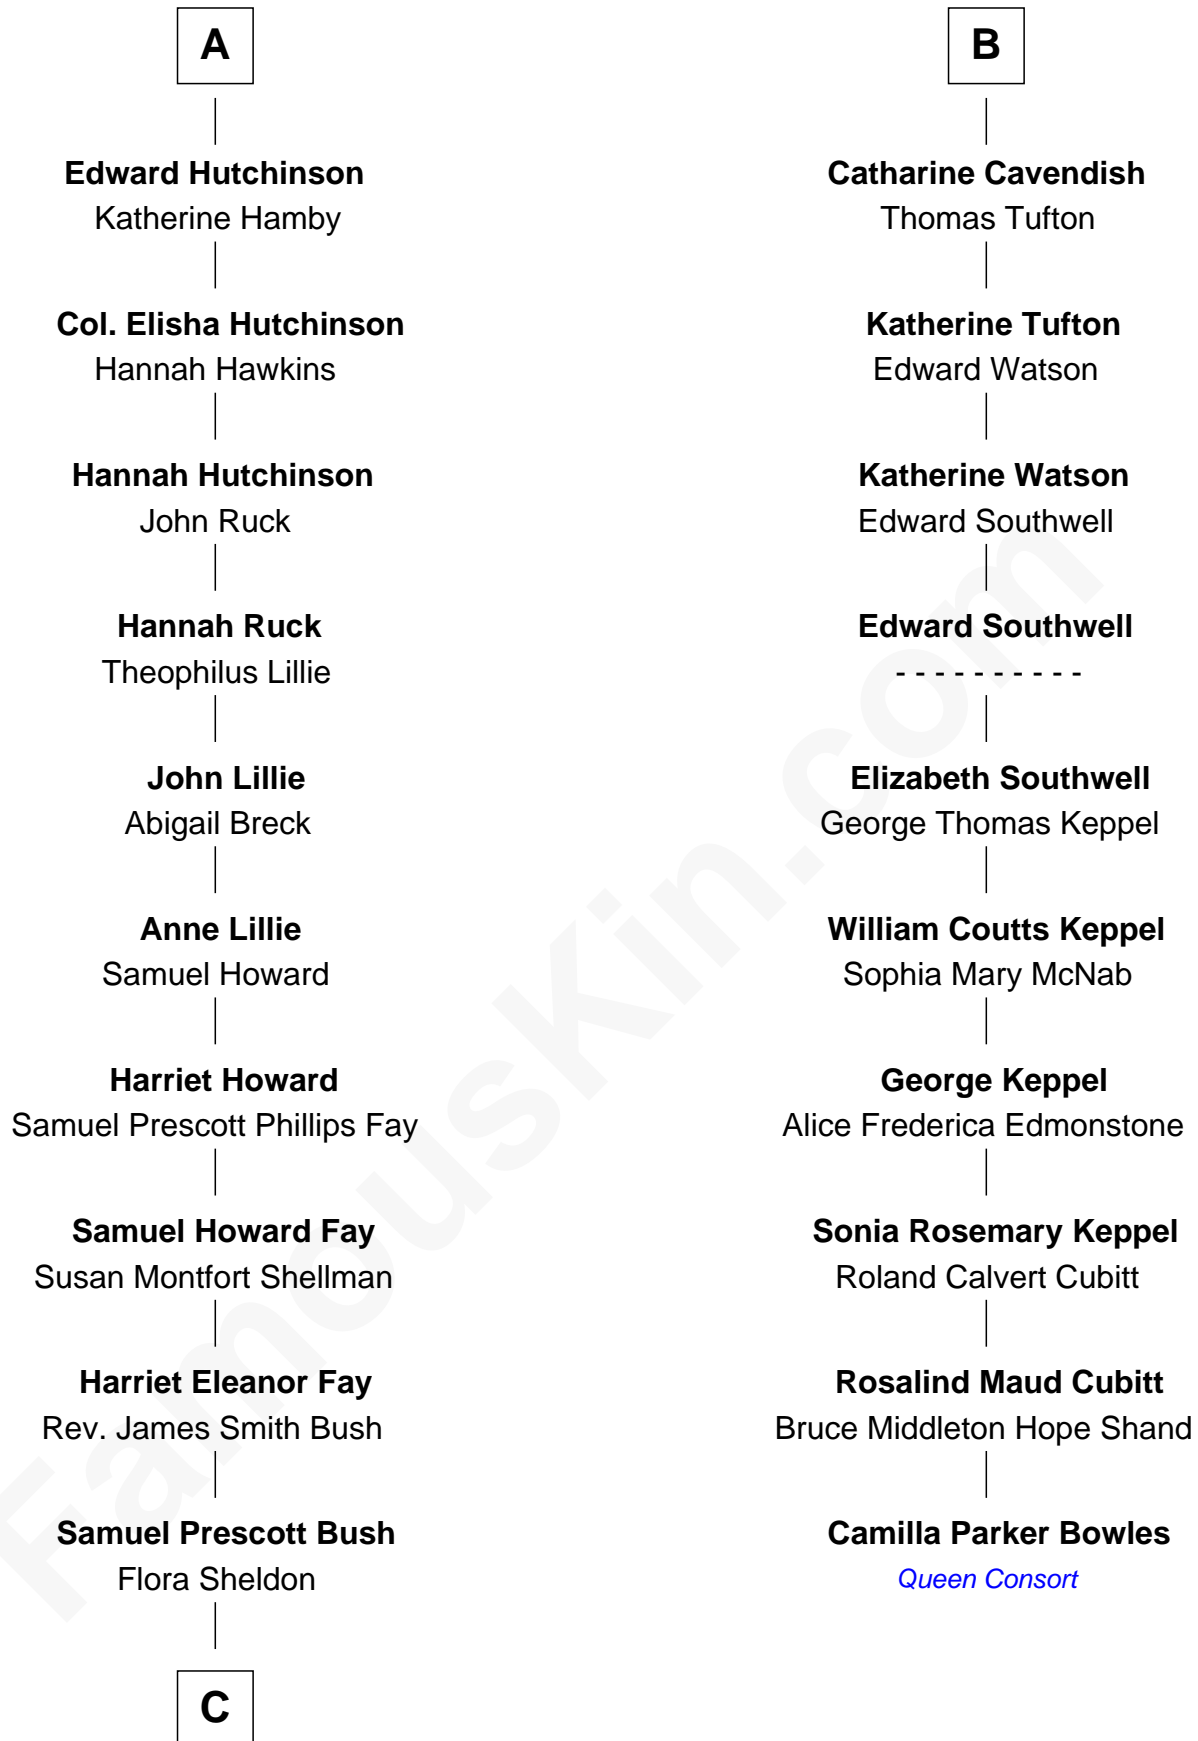 A
Edward Hutchinson
Katherine Hamby
Col. Elisha Hutchinson
Hannah Hawkins
Hannah Hutchinson
John Ruck
Hannah Ruck
Theophilus Lillie
John Lillie
Abigail Breck
Anne Lillie
Samuel Howard
Harriet Howard
Samuel Prescott Phillips Fay
Samuel Howard Fay
Susan Montfort Shellman
Harriet Eleanor Fay
Rev. James Smith Bush
Samuel Prescott Bush
Flora Sheldon
C
B
Catharine Cavendish
Thomas Tufton
Katherine Tufton
Edward Watson
Katherine Watson
Edward Southwell
Edward Southwell
- - - - - - - - - -
Elizabeth Southwell
George Thomas Keppel
William Coutts Keppel
Sophia Mary McNab
George Keppel
Alice Frederica Edmonstone
Sonia Rosemary Keppel
Roland Calvert Cubitt
Rosalind Maud Cubitt
Bruce Middleton Hope Shand
Camilla Parker Bowles
Queen Consort
FamousKin.com